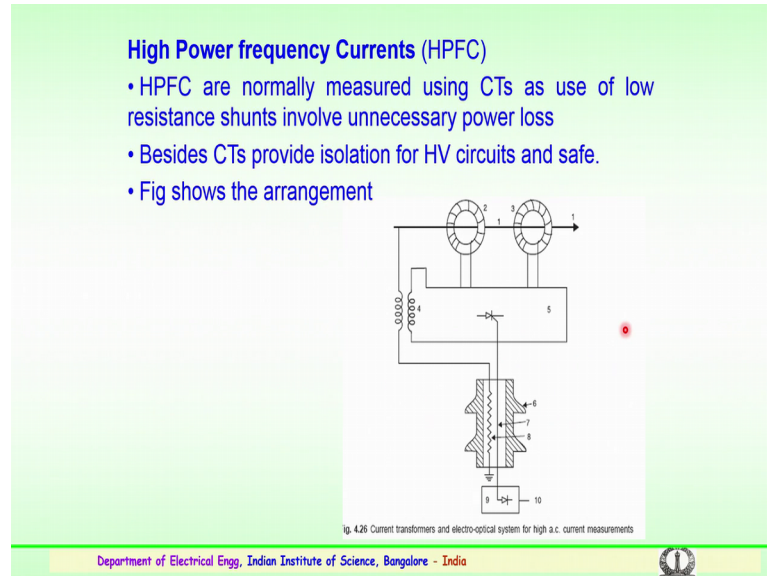 High Power frequency Currents (HPFC)
• HPFC are normally measured using CTs as use of low
resistance shunts involve unnecessary power loss
• Besides CTs provide isolation for HV circuits and safe.
• Fig shows the arrangement
2
3
1
1
4
5
6
7
8
9
10
ig. 4.26 Current transformers and electro-optical system for high a.c. current measurements
Department of Electrical Engg, Indian Institute of Science, Bangalore - India